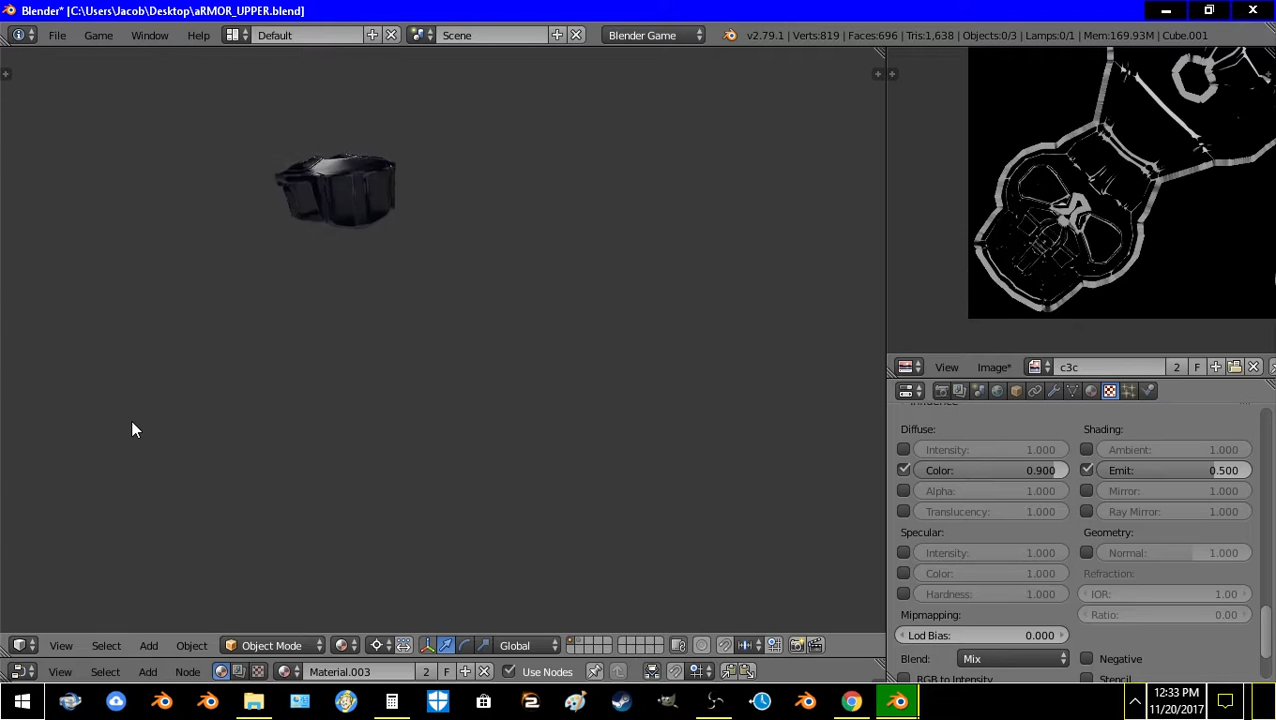 Blender* [C:\Users\Jacob\Desktop\aRMOR_UPPER.blend]
File Game Window Help Default Scene Blender Game v2.79.1 | Verts:819 | Faces:696 | Tris:1,638 | Objects:0/3 | Lamps:0/1 | Mem:169.93M | Cube.001
View Image* c3c 2 F
Diffuse: Shading:
Intensity: 1.000 Ambient: 1.000
Color: 0.900 Emit: 0.500
Alpha: 1.000 Mirror: 1.000
Translucency: 1.000 Ray Mirror: 1.000
Specular: Geometry:
Intensity: 1.000 Normal: 1.000
Color: 1.000 Refraction:
Hardness: 1.000 IOR: 1.00
Mipmapping: Ratio: 0.00
Lod Bias: 0.000
Blend: Mix Negative
RGB to Intensity Stencil
View Select Add Object Object Mode Global
View Select Add Node Material.003 2 F Use Nodes
12:33 PM
11/20/2017